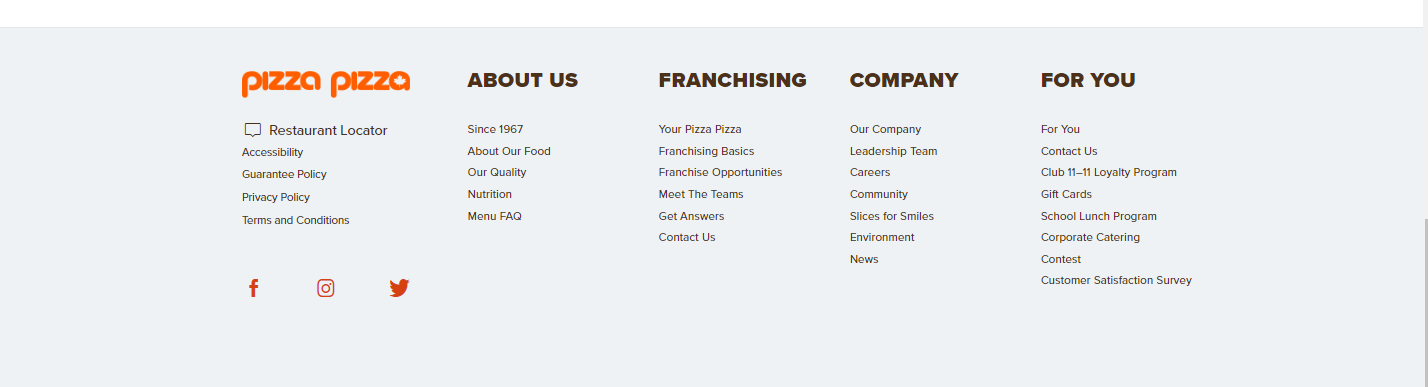 pizza pizza
Restaurant Locator
Accessibility
Guarantee Policy
Privacy Policy
Terms and Conditions
ABOUT US
Since 1967
About Our Food
Our Quality
Nutrition
Menu FAQ
FRANCHISING
Your Pizza Pizza
Franchising Basics
Franchise Opportunities
Meet The Teams
Get Answers
Contact Us
COMPANY
Our Company
Leadership Team
Careers
Community
Slices for Smiles
Environment
News
FOR YOU
For You
Contact Us
Club 11–11 Loyalty Program
Gift Cards
School Lunch Program
Corporate Catering
Contest
Customer Satisfaction Survey